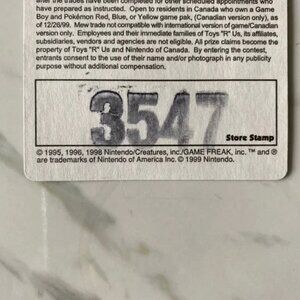 after the trades have been completed for other scheduled appointments who
have prepared as instructed. Open to residents in Canada who own a Game
Boy and Pokémon Red, Blue, or Yellow game pak, (Canadian version only), as
of 12/26/99. Mew trade not compatible with international version of game/Canadian
version only. Employees and their immediate families of Toys "R" Us, its affiliates,
subsidiaries, vendors and agencies are not eligible. All prize claims become the
property of Toys "R" Us and Nintendo of Canada. By entering the contest,
entrants consent to the use of their name and/or photograph in any publicity
purpose without additional compensation.
3547
Store Stamp
© 1995, 1996, 1998 Nintendo/Creatures, inc./GAME FREAK, inc. ™ and ®
are trademarks of Nintendo of America Inc. © 1999 Nintendo.